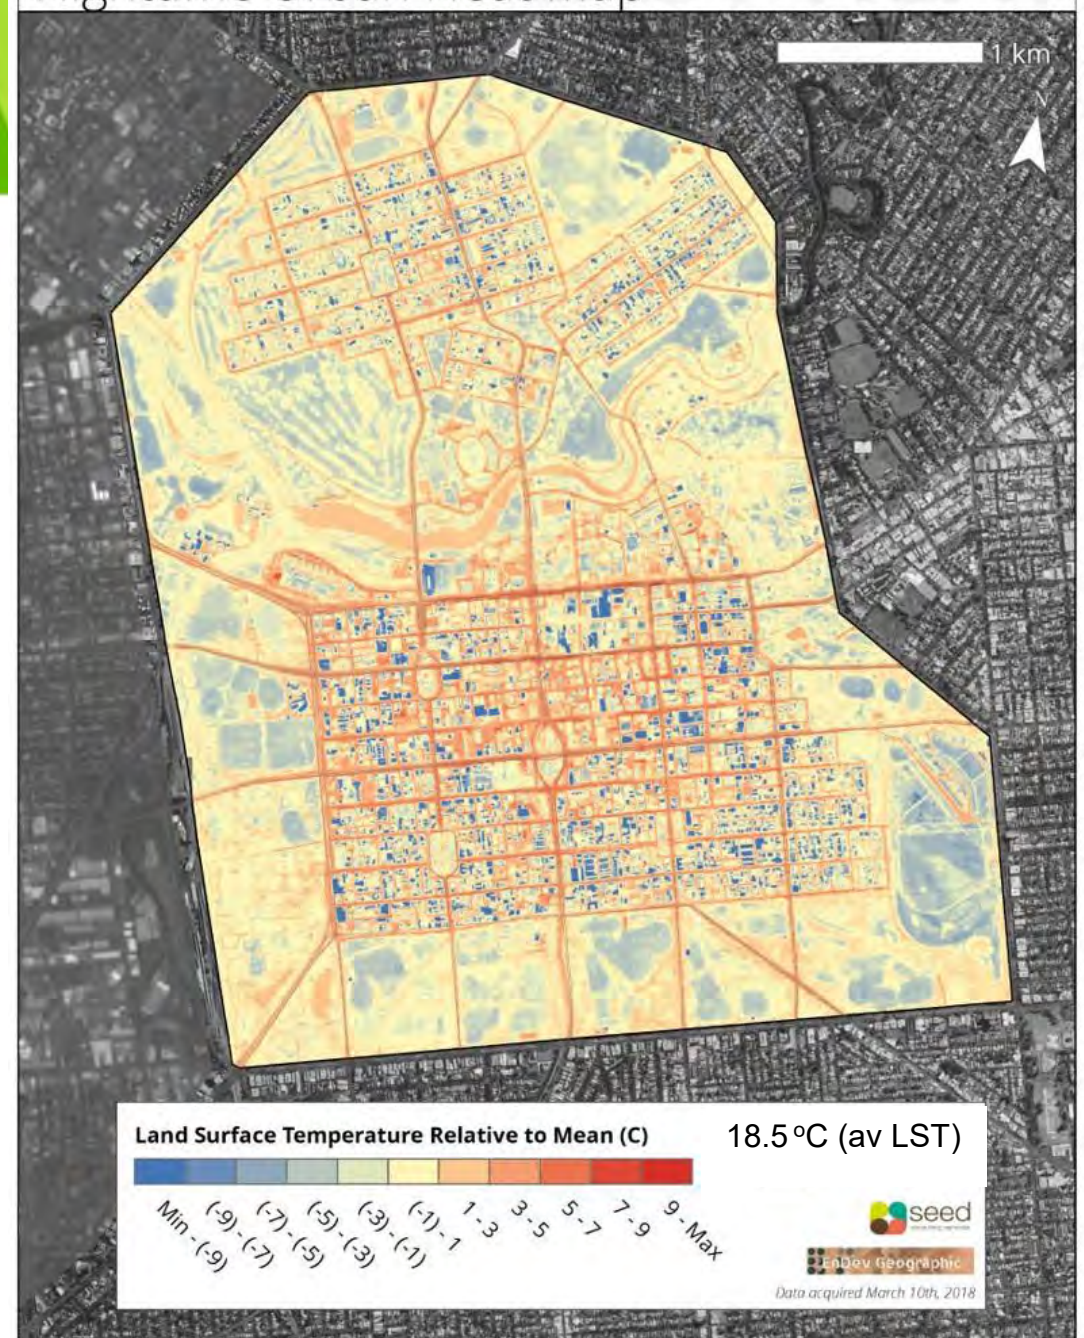 1 km
N
Land Surface Temperature Relative to Mean (C)
18.5 °C (av LST)
Min - (-9)
(-9) - (-7)
(-7) - (-5)
(-5) - (-3)
(-3) - (-1)
(-1) - 1
1 - 3
3 - 5
5 - 7
7 - 9
9 - Max
seed
EnDev Geographic
Data acquired March 10th, 2018